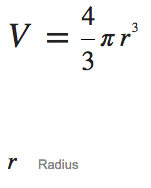 V = 4/3 π r³
r Radius